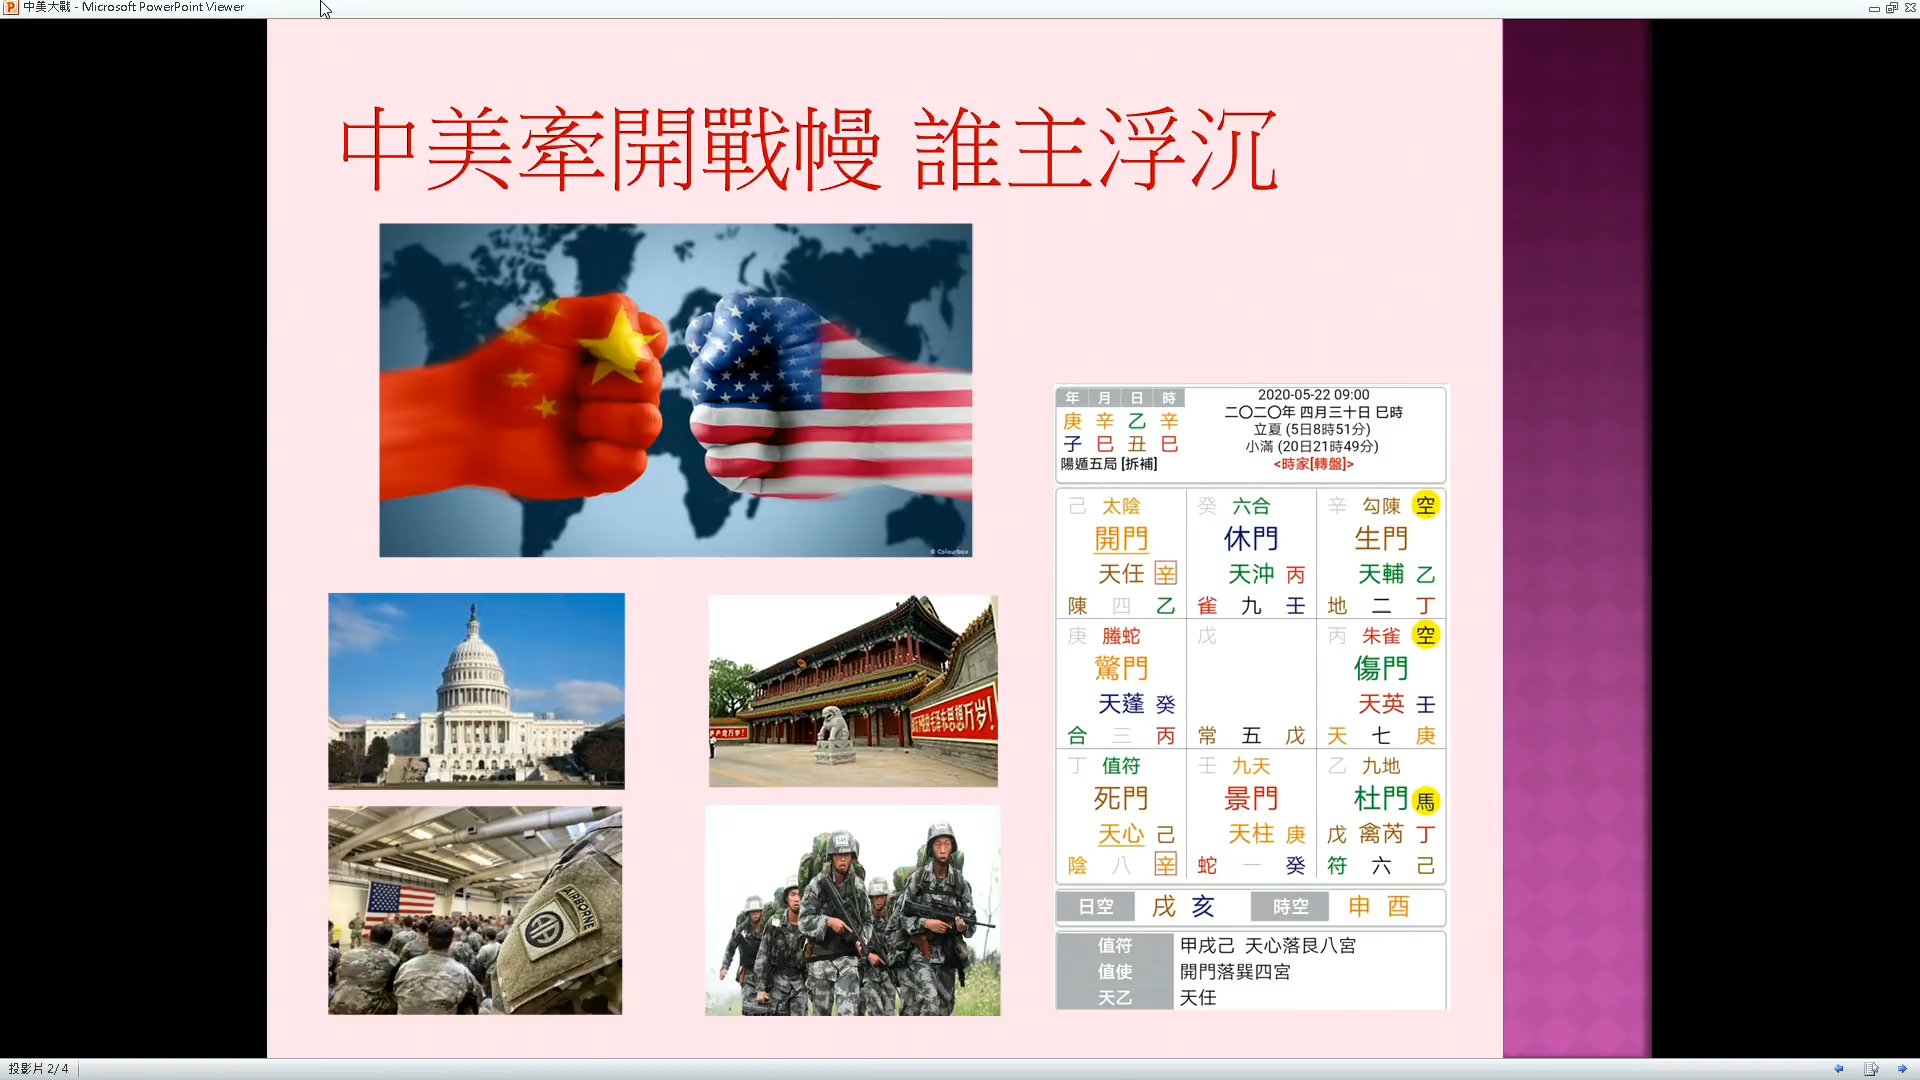 中美大戰 - Microsoft PowerPoint Viewer
中美牽開戰幔 誰主浮沉
© Colourbox
AIRBORNE
年 月 日 時
庚 辛 乙 辛
子 巳 丑 巳
陽遁五局 [拆補]
2020-05-22 09:00
二〇二〇年 四月三十日 巳時
立夏 (5日8時51分)
小滿 (20日21時49分)
<時家[轉盤]>
己 太陰 癸 六合 辛 勾陳 空
開門 休門 生門
天任 辛 天沖 丙 天輔 乙
陳 四 乙 雀 九 壬 地 二 丁
庚 螣蛇 戊 丙 朱雀 空
驚門 傷門
天蓬 癸 天英 壬
合 三 丙 常 五 戊 天 七 庚
丁 值符 壬 九天 乙 九地
死門 景門 杜門 馬
天心 己 天柱 庚 戊 禽芮 丁
陰 八 辛 蛇 一 癸 符 六 己
日空 戌 亥 時空 申 酉
值符 甲戌己 天心落艮八宮
值使 開門落巽四宮
天乙 天任
投影片 2/4